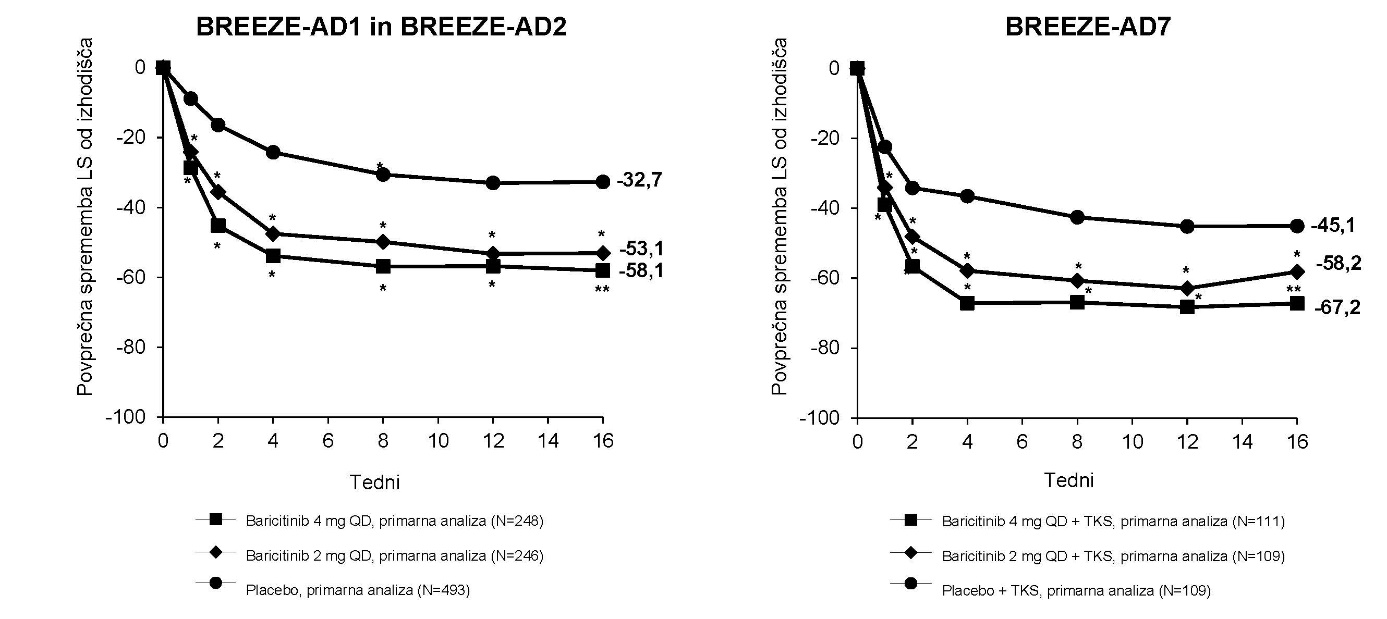 BREEZE-AD1 in BREEZE-AD2
Povprečna sprememba LS od izhodišča
0
-20
-40
-60
-80
-100
* * * * * * * * * * * * **
-32,7
-53,1
-58,1
0 2 4 6 8 10 12 14 16
Tedni
Baricitinib 4 mg QD, primarna analiza (N=248)
Baricitinib 2 mg QD, primarna analiza (N=246)
Placebo, primarna analiza (N=493)
BREEZE-AD7
Povprečna sprememba LS od izhodišča
0
-20
-40
-60
-80
-100
* * * * * * * * * * * * **
-45,1
-58,2
-67,2
0 2 4 6 8 10 12 14 16
Tedni
Baricitinib 4 mg QD + TKS, primarna analiza (N=111)
Baricitinib 2 mg QD + TKS, primarna analiza (N=109)
Placebo + TKS, primarna analiza (N=109)